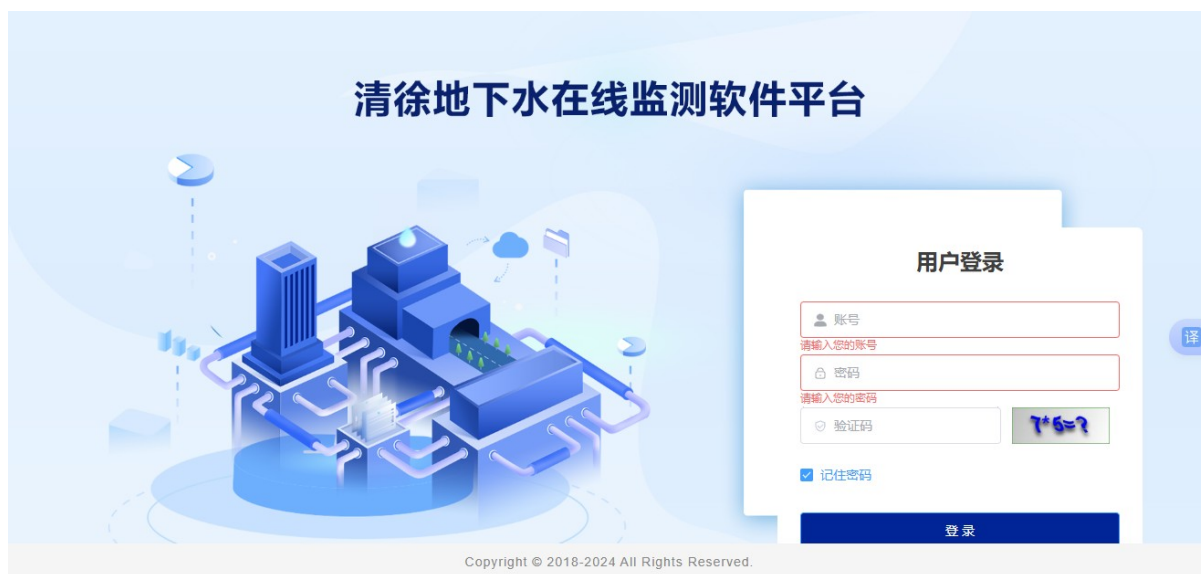 清徐地下水在线监测软件平台
用户登录
账号
请输入您的账号
密码
请输入您的密码
验证码
7*5=?
记住密码
登录
译
Copyright © 2018-2024 All Rights Reserved.